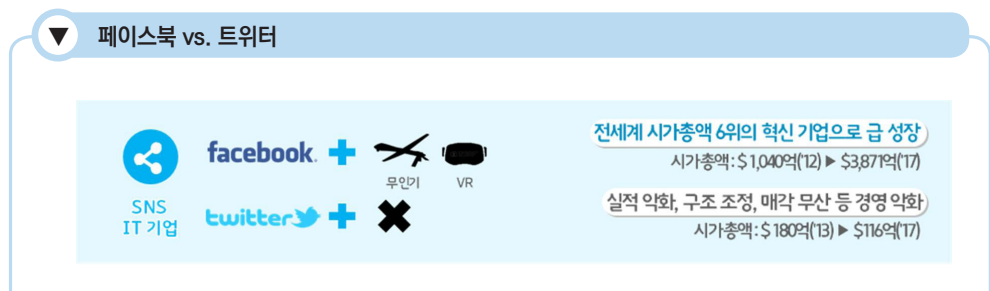 페이스북 vs. 트위터
전세계 시가총액 6위의 혁신 기업으로 급 성장
facebook.
시가총액 : $ 1,040억('12) ▶ $3,871억('17)
무인기 VR
SNS
IT 기업
twitter
실적 악화, 구조 조정, 매각 무산 등 경영 악화
시가총액 : $ 180억('13) ▶ $116억('17)